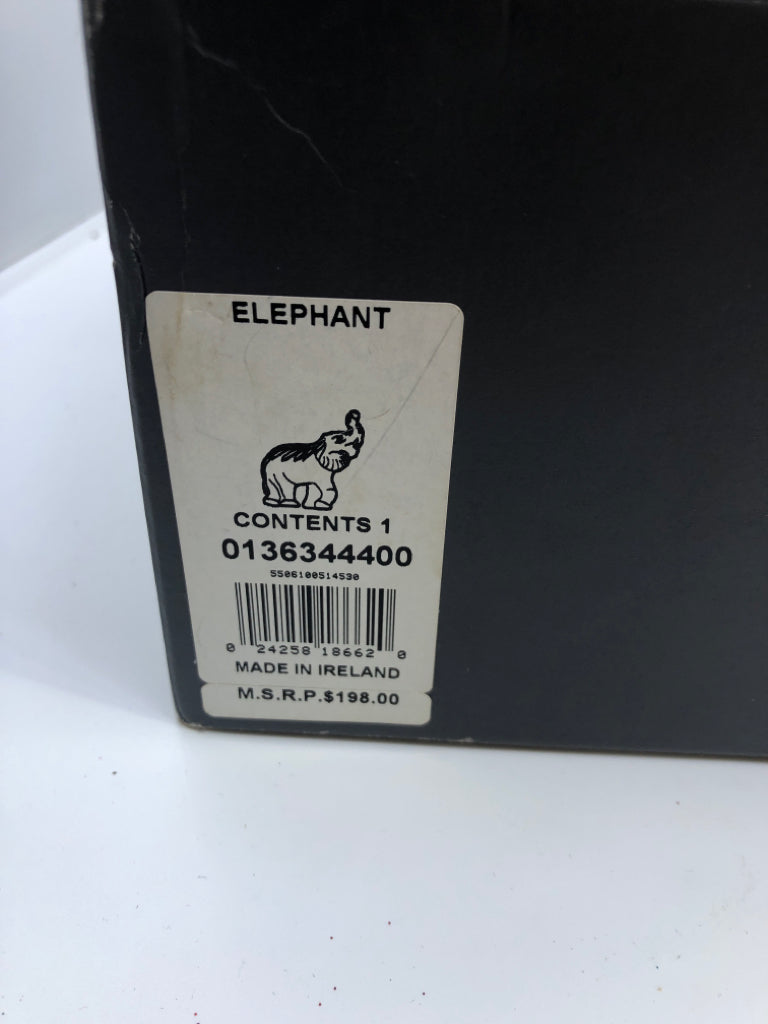 ELEPHANT
CONTENTS 1
0136344400
5506100514530
0 24258 18662 0
MADE IN IRELAND
M.S.R.P.$198.00